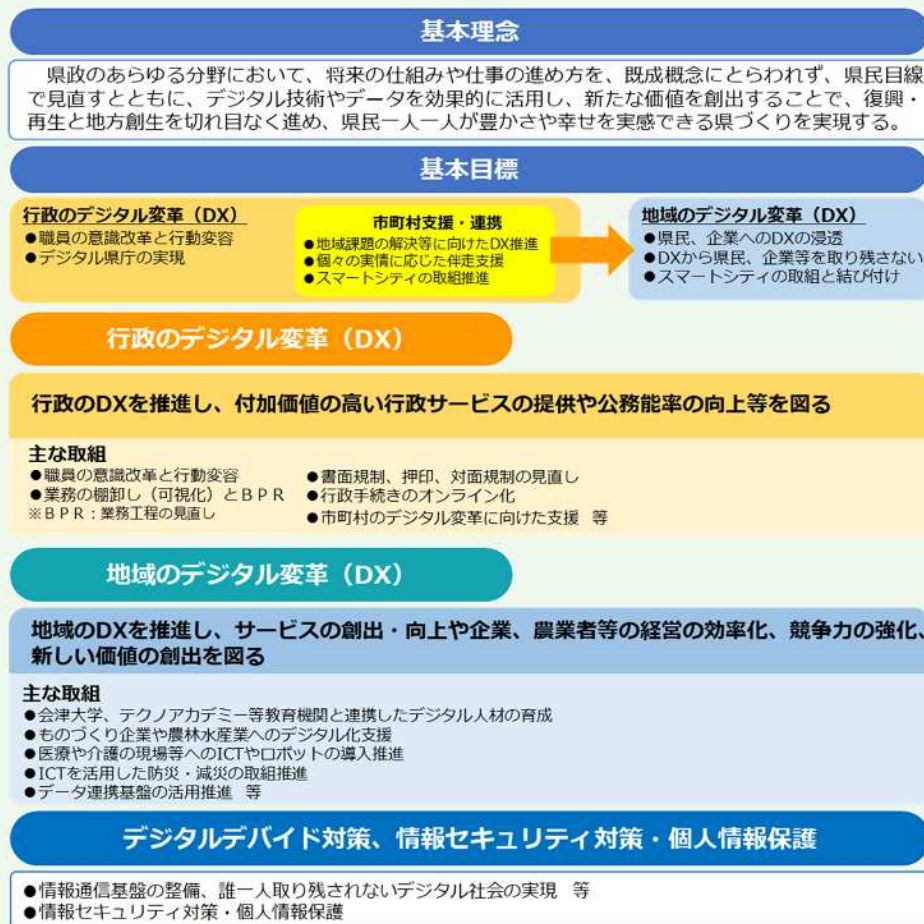 基本理念
県政のあらゆる分野において、将来の仕組みや仕事の進め方を、既成概念にとらわれず、県民目線
で見直すとともに、デジタル技術やデータを効果的に活用し、新たな価値を創出することで、復興・
再生と地方創生を切れ目なく進め、県民一人一人が豊かさや幸せを実感できる県づくりを実現する。
基本目標
行政のデジタル変革（DX）
●職員の意識改革と行動変容
●デジタル県庁の実現
市町村支援・連携
●地域課題の解決等に向けたDX推進
●個々の実情に応じた伴走支援
●スマートシティの取組推進
地域のデジタル変革（DX）
●県民、企業へのDXの浸透
●DXから県民、企業等を取り残さない
●スマートシティの取組と結び付け
行政のデジタル変革（DX）
行政のDXを推進し、付加価値の高い行政サービスの提供や公務能率の向上等を図る
主な取組
●職員の意識改革と行動変容
●業務の棚卸し（可視化）とＢＰＲ
※ＢＰＲ：業務工程の見直し
●書面規制、押印、対面規制の見直し
●行政手続きのオンライン化
●市町村のデジタル変革に向けた支援　等
地域のデジタル変革（DX）
地域のDXを推進し、サービスの創出・向上や企業、農業者等の経営の効率化、競争力の強化、
新しい価値の創出を図る
主な取組
●会津大学、テクノアカデミー等教育機関と連携したデジタル人材の育成
●ものづくり企業や農林水産業へのデジタル化支援
●医療や介護の現場等へのICTやロボットの導入推進
●ICTを活用した防災・減災の取組推進
●データ連携基盤の活用推進　等
デジタルデバイド対策、情報セキュリティ対策・個人情報保護
●情報通信基盤の整備、誰一人取り残されないデジタル社会の実現　等
●情報セキュリティ対策・個人情報保護